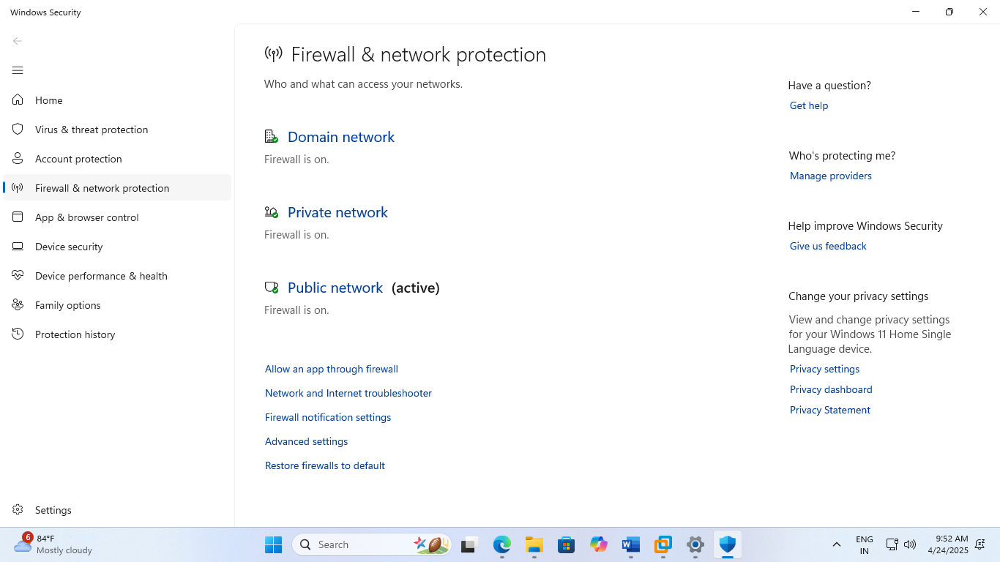 Windows Security
Home
Virus & threat protection
Account protection
Firewall & network protection
App & browser control
Device security
Device performance & health
Family options
Protection history
Settings
Firewall & network protection
Who and what can access your networks.
Domain network
Firewall is on.
Private network
Firewall is on.
Public network (active)
Firewall is on.
Allow an app through firewall
Network and Internet troubleshooter
Firewall notification settings
Advanced settings
Restore firewalls to default
Have a question?
Get help
Who's protecting me?
Manage providers
Help improve Windows Security
Give us feedback
Change your privacy settings
View and change privacy settings
for your Windows 11 Home Single
Language device.
Privacy settings
Privacy dashboard
Privacy Statement
6
84°F
Mostly cloudy
Search
ENG
IN
9:52 AM
4/24/2025